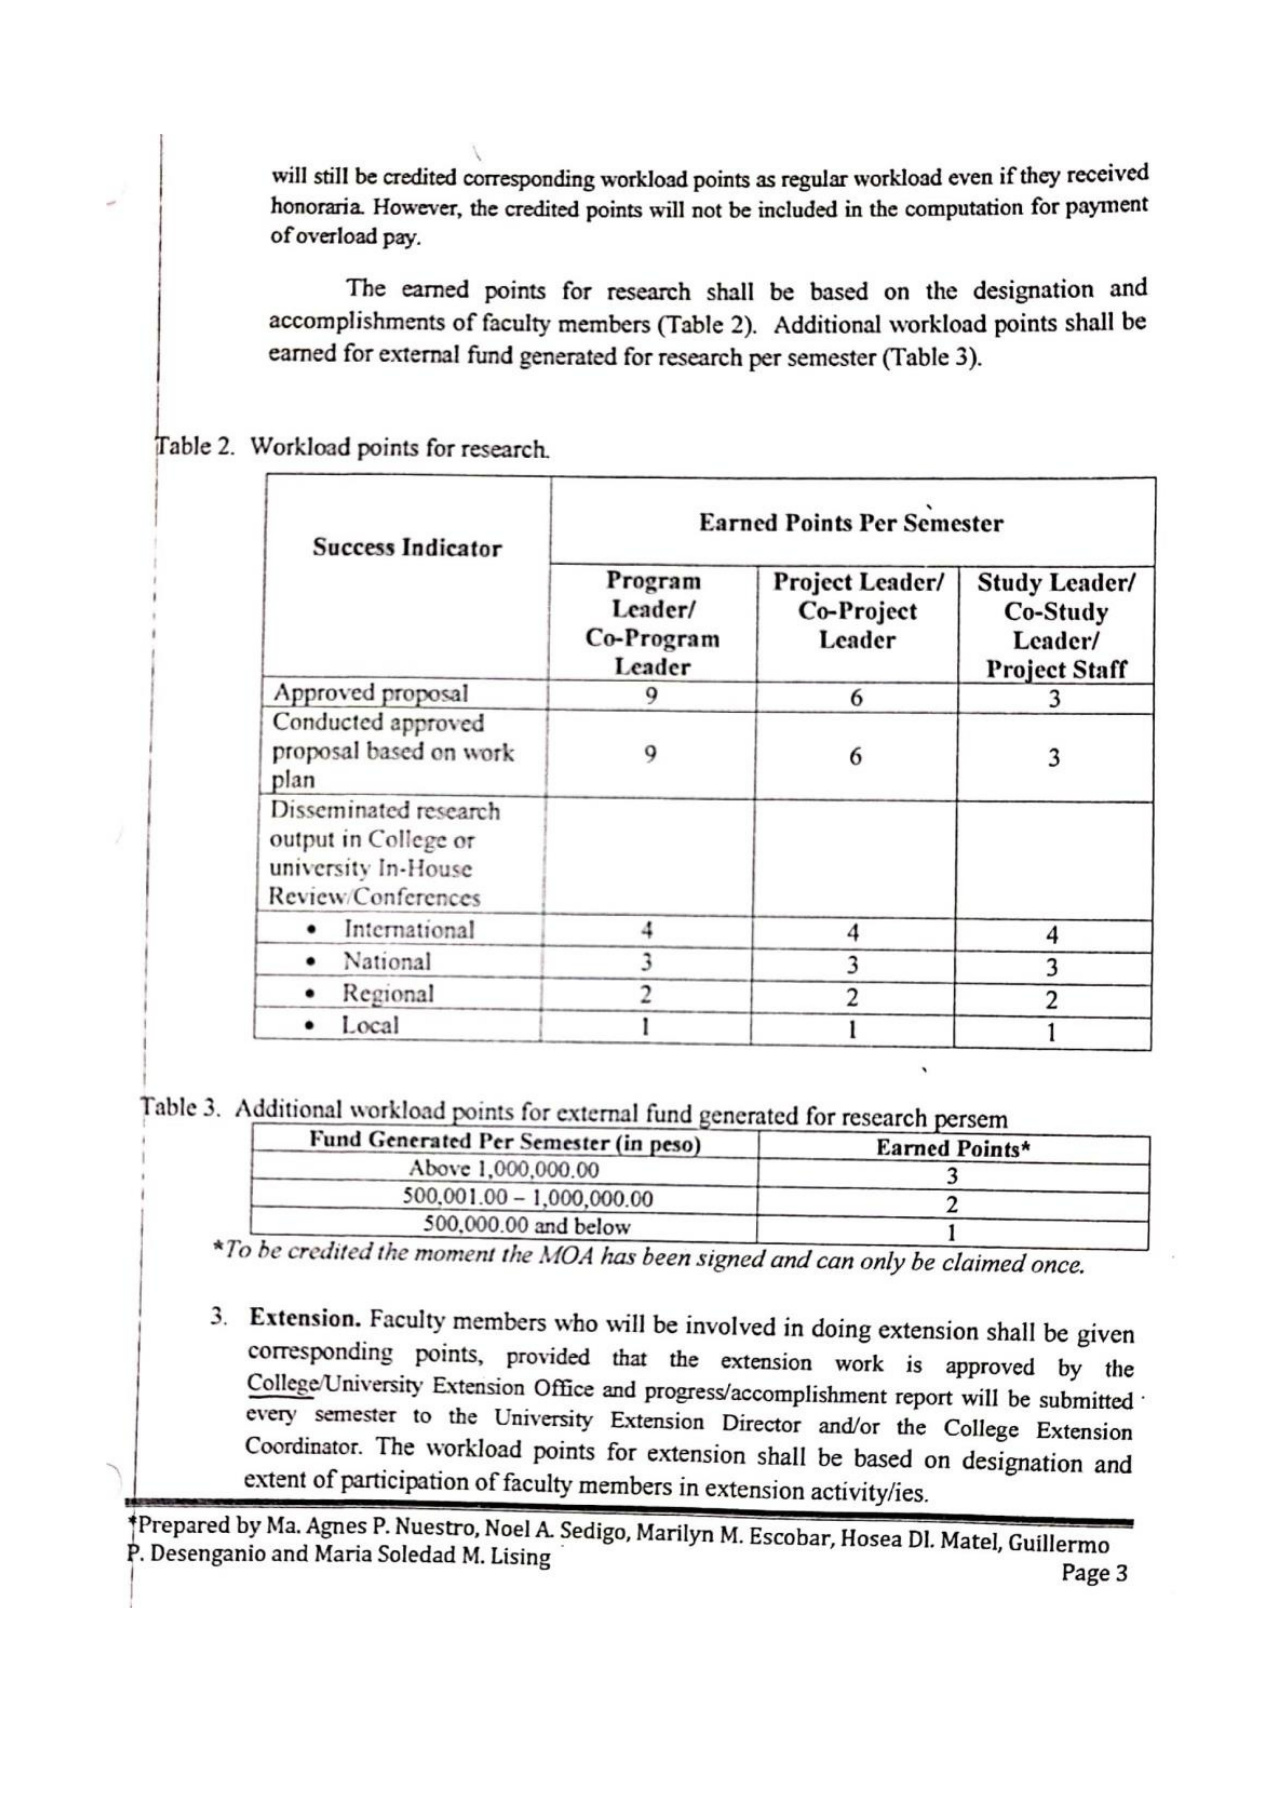 will still be credited corresponding workload points as regular workload even if they received
honoraria. However, the credited points will not be included in the computation for payment
of overload pay.
The earned points for research shall be based on the designation and
accomplishments of faculty members (Table 2). Additional workload points shall be
earned for external fund generated for research per semester (Table 3).
Table 2. Workload points for research.
Success Indicator
Earned Points Per Semester
Program
Leader/
Co-Program
Leader
Project Leader/
Co-Project
Leader
Study Leader/
Co-Study
Leader/
Project Staff
Approved proposal 9 6 3
Conducted approved
proposal based on work 9 6 3
plan
Disseminated research
output in College or
university In-House
Review/Conferences
• International 4 4 4
• National 3 3 3
• Regional 2 2 2
• Local 1 1 1
Table 3. Additional workload points for external fund generated for research persem
Fund Generated Per Semester (in peso) Earned Points*
Above 1,000,000.00 3
500,001.00 – 1,000,000.00 2
500,000.00 and below 1
*To be credited the moment the MOA has been signed and can only be claimed once.
3. Extension. Faculty members who will be involved in doing extension shall be given
corresponding points, provided that the extension work is approved by the
College/University Extension Office and progress/accomplishment report will be submitted
every semester to the University Extension Director and/or the College Extension
Coordinator. The workload points for extension shall be based on designation and
extent of participation of faculty members in extension activity/ies.
*Prepared by Ma. Agnes P. Nuestro, Noel A. Sedigo, Marilyn M. Escobar, Hosea Dl. Matel, Guillermo
P. Desenganio and Maria Soledad M. Lising
Page 3